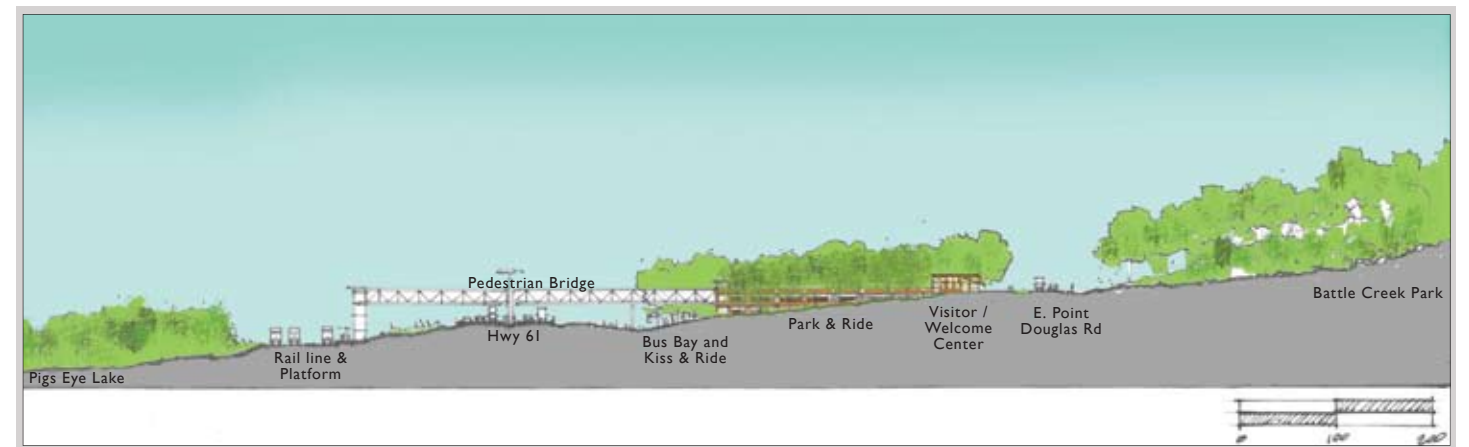 Pedestrian Bridge
Pigs Eye Lake
Rail line &
Platform
Hwy 61
Bus Bay and
Kiss & Ride
Park & Ride
Visitor /
Welcome
Center
E. Point
Douglas Rd
Battle Creek Park
0 100 200